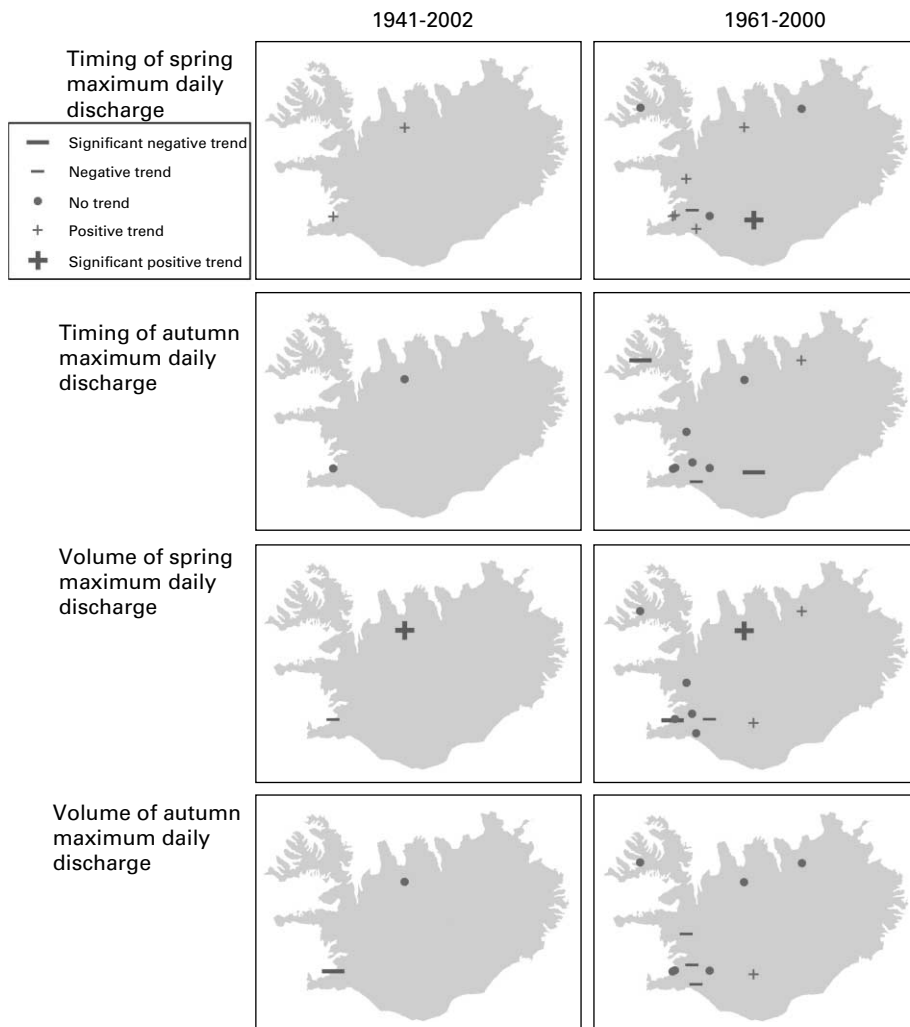 1941-2002
1961-2000
Timing of spring
maximum daily
discharge
Significant negative trend
Negative trend
No trend
Positive trend
Significant positive trend
Timing of autumn
maximum daily
discharge
Volume of spring
maximum daily
discharge
Volume of autumn
maximum daily
discharge